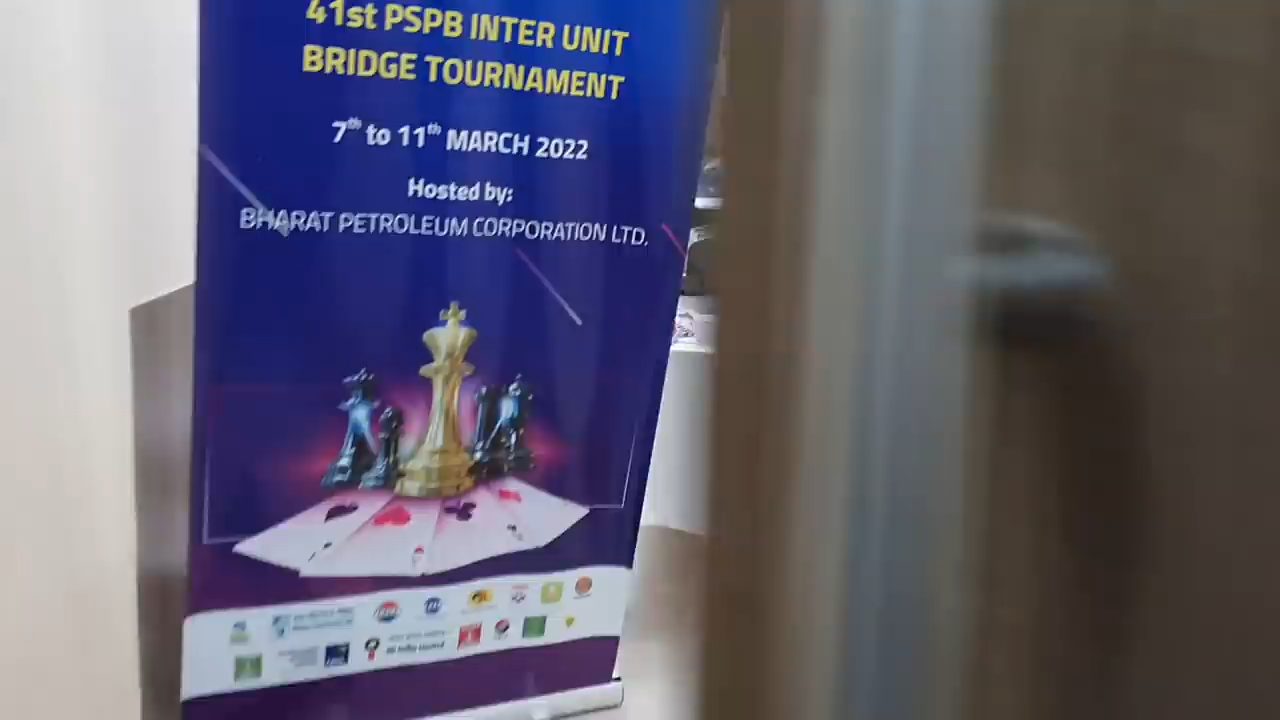 41st PSPB INTER UNIT
BRIDGE TOURNAMENT
7th to 11th MARCH 2022
Hosted by:
BHARAT PETROLEUM CORPORATION LTD.